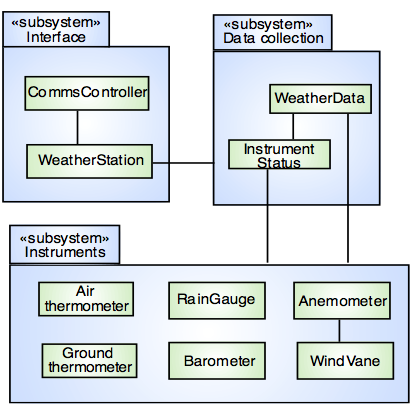 «subsystem»
Interface
CommsController
WeatherStation
«subsystem»
Data collection
WeatherData
Instrument
Status
«subsystem»
Instruments
Air
thermometer
RainGauge
Anemometer
Ground
thermometer
Barometer
WindVane